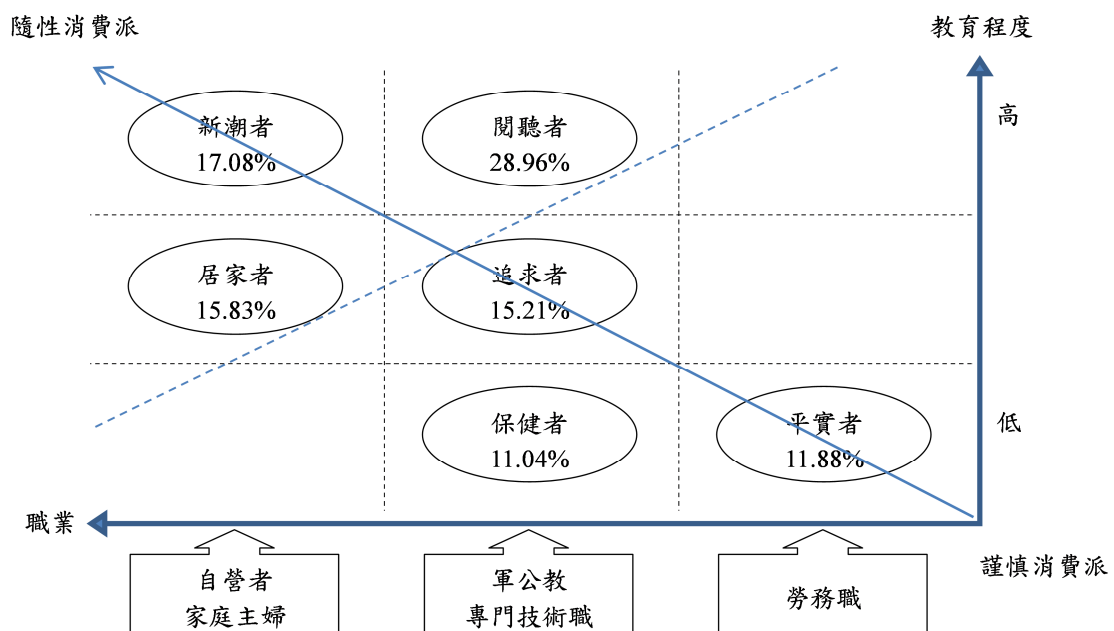 隨性消費派
教育程度
新潮者
17.08%
閱聽者
28.96%
高
居家者
15.83%
追求者
15.21%
保健者
11.04%
平實者
11.88%
低
職業
謹慎消費派
自營者
家庭主婦
軍公教
專門技術職
勞務職